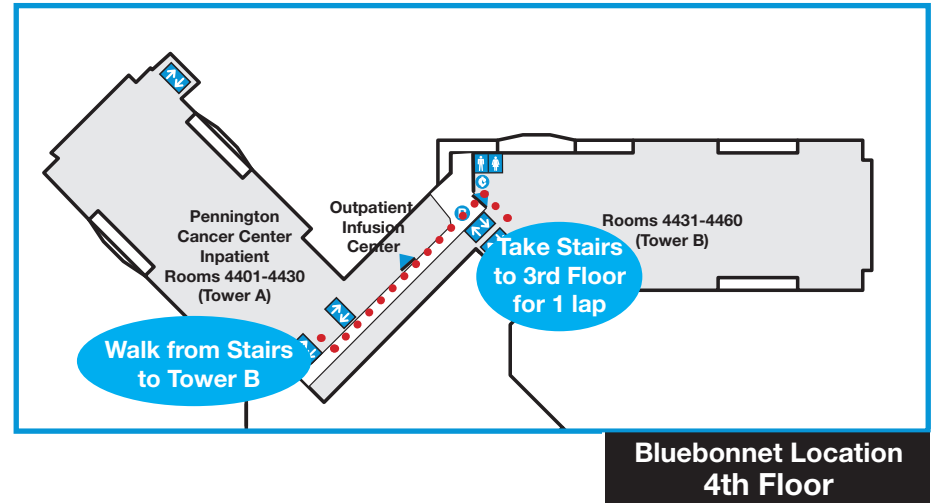 Pennington
Cancer Center
Inpatient
Rooms 4401-4430
(Tower A)
Outpatient
Infusion
Center
Rooms 4431-4460
(Tower B)
Take Stairs
to 3rd Floor
for 1 lap
Walk from Stairs
to Tower B
Bluebonnet Location
4th Floor